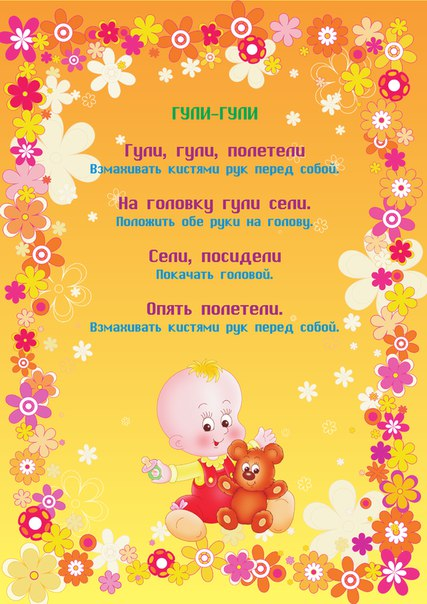 ГУЛИ-ГУЛИ
Гули, гули, полетели
Взмахивать кистями рук перед собой.
На головку гули сели.
Положить обе руки на голову.
Сели, посидели
Покачать головой.
Опять полетели.
Взмахивать кистями рук перед собой.